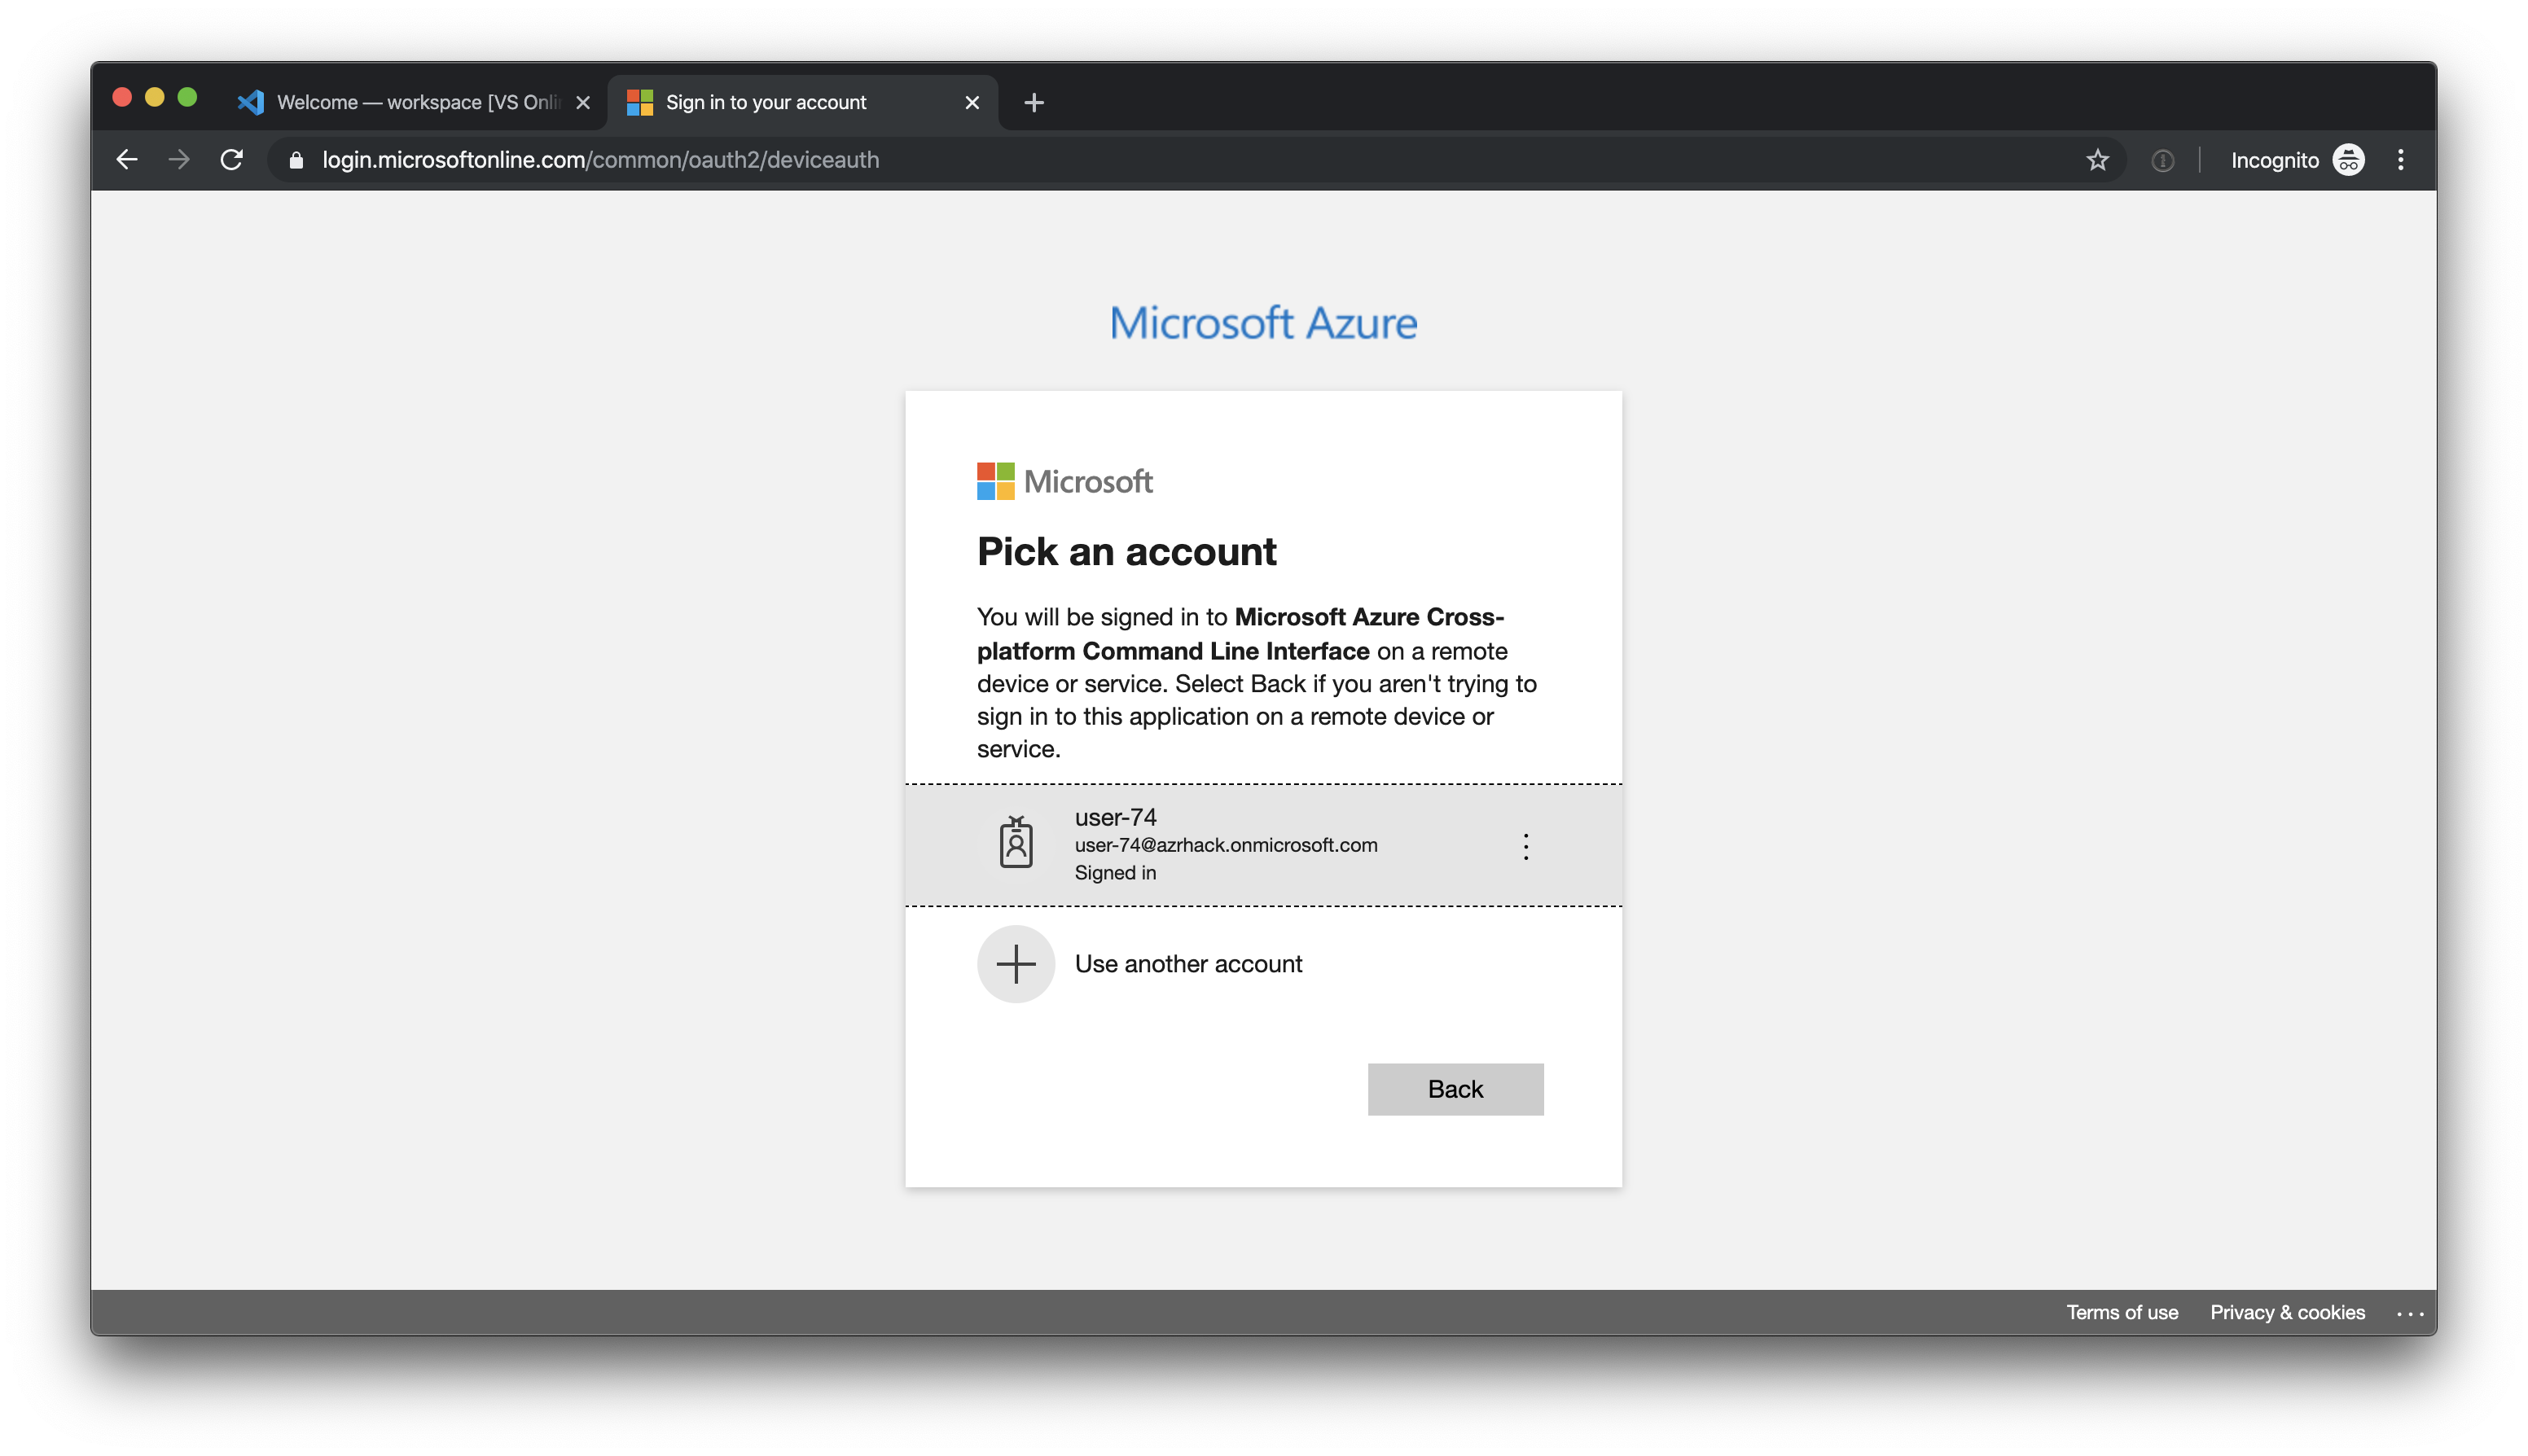 Welcome — workspace [VS Onli
Sign in to your account
login.microsoftonline.com/common/oauth2/deviceauth
Incognito
Microsoft Azure
Microsoft
Pick an account
You will be signed in to Microsoft Azure Cross-
platform Command Line Interface on a remote
device or service. Select Back if you aren't trying to
sign in to this application on a remote device or
service.
user-74
user-74@azrhack.onmicrosoft.com
Signed in
Use another account
Back
Terms of use Privacy & cookies ...